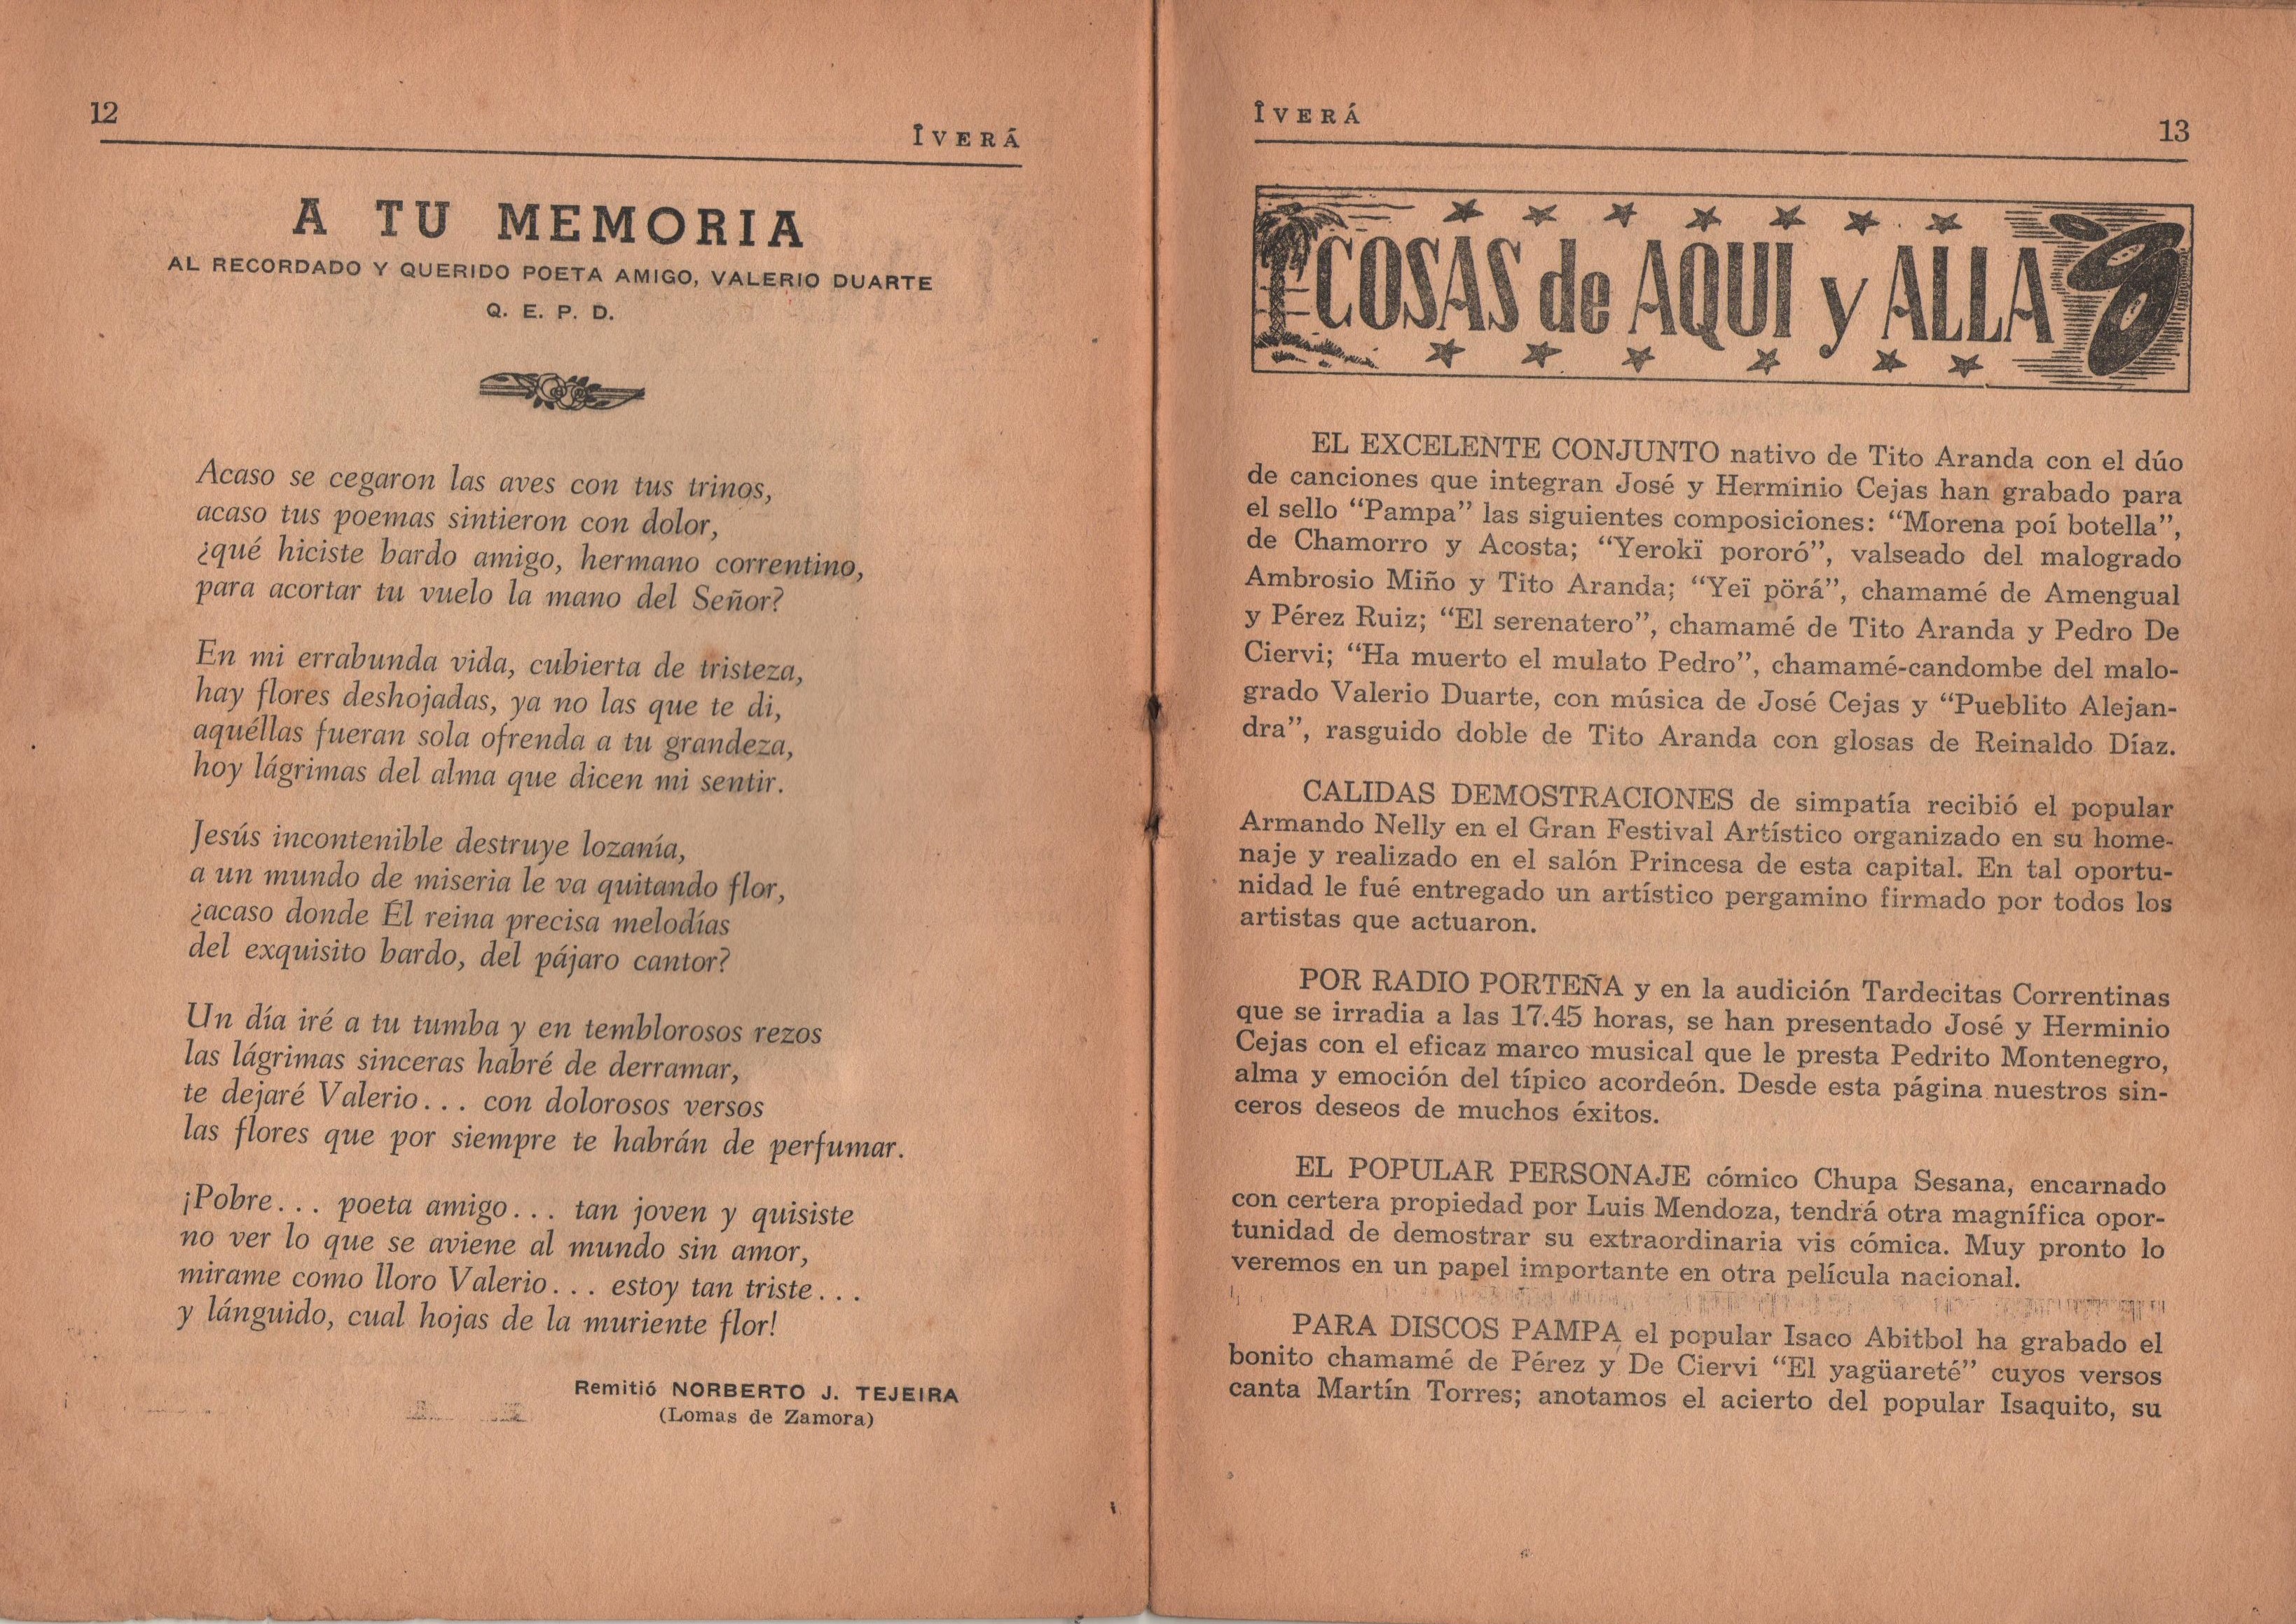 12
ÎVERÁ
A TU MEMORIA
AL RECORDADO Y QUERIDO POETA AMIGO, VALERIO DUARTE
Q. E. P. D.
Acaso se cegaron las aves con tus trinos,
acaso tus poemas sintieron con dolor,
¿qué hiciste bardo amigo, hermano correntino,
para acortar tu vuelo la mano del Señor?
En mi errabunda vida, cubierta de tristeza,
hay flores deshojadas, ya no las que te di,
aquéllas fueran sola ofrenda a tu grandeza,
hoy lágrimas del alma que dicen mi sentir.
Jesús incontenible destruye lozanía,
a un mundo de miseria le va quitando flor,
¿acaso donde El reina precisa melodías
del exquisito bardo, del pájaro cantor?
Un día iré a tu tumba y en temblorosos rezos
las lágrimas sinceras habré de derramar,
te dejaré Valerio... con dolorosos versos
las flores que por siempre te habrán de perfumar.
¡Pobre... poeta amigo... tan joven y quisiste
no ver lo que se aviene al mundo sin amor,
mirame como lloro Valerio... estoy tan triste...
y lánguido, cual hojas de la muriente flor!
Remitió NORBERTO J. TEJEIRA
(Lomas de Zamora)
ÎVERÁ
13
COSAS de AQUI y ALLA
EL EXCELENTE CONJUNTO nativo de Tito Aranda con el dúo
de canciones que integran José y Herminio Cejas han grabado para
el sello “Pampa” las siguientes composiciones: “Morena poí botella”,
de Chamorro y Acosta; “Yerokï pororó”, valseado del malogrado
Ambrosio Miño y Tito Aranda; “Yeï pörá”, chamamé de Amengual
y Pérez Ruiz; “El serenatero”, chamamé de Tito Aranda y Pedro De
Ciervi; “Ha muerto el mulato Pedro”, chamamé-candombe del malo-
grado Valerio Duarte, con música de José Cejas y “Pueblito Alejan-
dra”, rasguido doble de Tito Aranda con glosas de Reinaldo Díaz.
CALIDAS DEMOSTRACIONES de simpatía recibió el popular
Armando Nelly en el Gran Festival Artístico organizado en su home-
naje y realizado en el salón Princesa de esta capital. En tal oportu-
nidad le fué entregado un artístico pergamino firmado por todos los
artistas que actuaron.
POR RADIO PORTEÑA y en la audición Tardecitas Correntinas
que se irradia a las 17.45 horas, se han presentado José y Herminio
Cejas con el eficaz marco musical que le presta Pedrito Montenegro,
alma y emoción del típico acordeón. Desde esta página nuestros sin-
ceros deseos de muchos éxitos.
EL POPULAR PERSONAJE cómico Chupa Sesana, encarnado
con certera propiedad por Luis Mendoza, tendrá otra magnífica opor-
tunidad de demostrar su extraordinaria vis cómica. Muy pronto lo
veremos en un papel importante en otra película nacional.
PARA DISCOS PAMPA el popular Isaco Abitbol ha grabado el
bonito chamamé de Pérez y De Ciervi “El yagüareté” cuyos versos
canta Martín Torres; anotamos el acierto del popular Isaquito, su